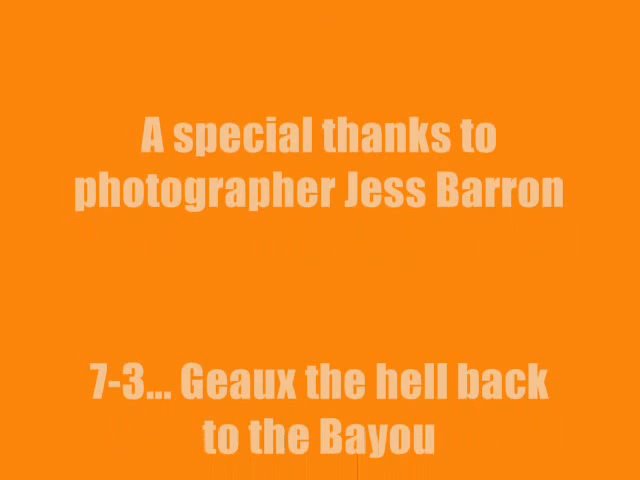 A special thanks to
photographer Jess Barron
7-3... Geaux the hell back
to the Bayou